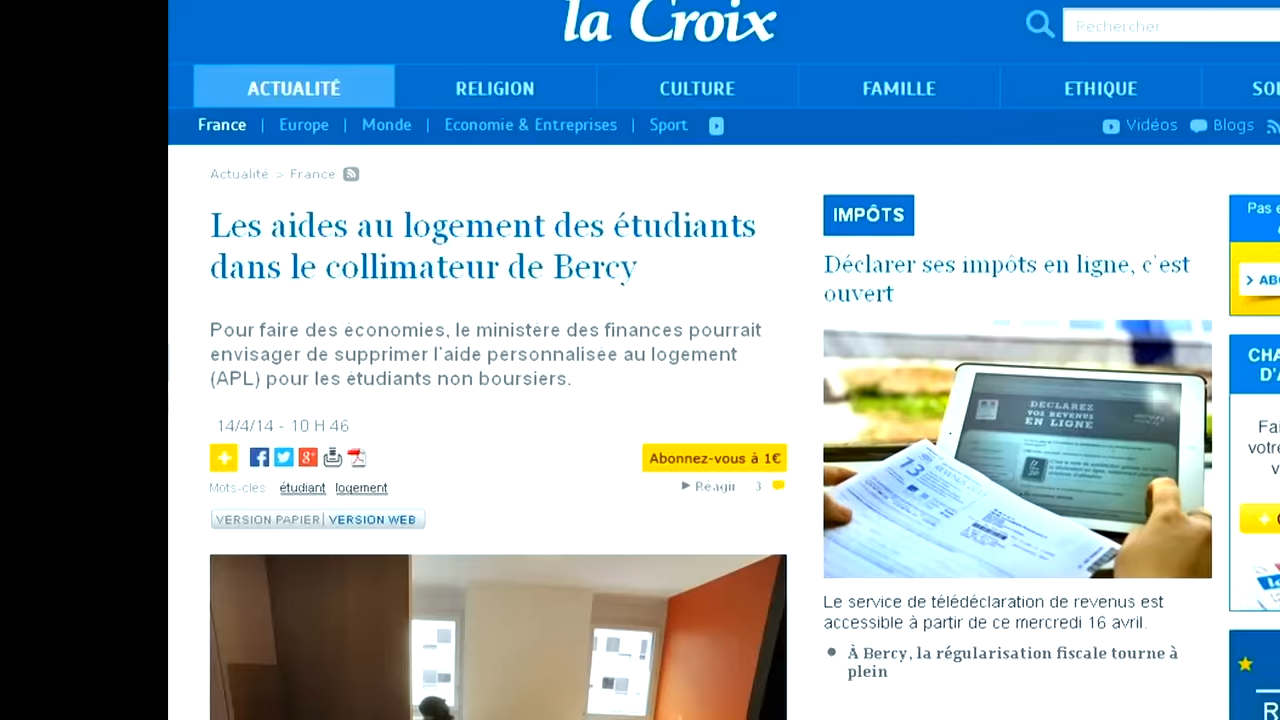 la Croix
Rechercher
ACTUALITÉ
RELIGION
CULTURE
FAMILLE
ETHIQUE
France | Europe | Monde | Economie & Entreprises | Sport
Vidéos
Blogs
Actualité > France
Les aides au logement des étudiants
dans le collimateur de Bercy
Pour faire des économies, le ministère des finances pourrait
envisager de supprimer l'aide personnalisée au logement
(APL) pour les étudiants non boursiers.
14/4/14 - 10 H 46
Abonnez-vous à 1€
Mots-clés: étudiant logement
Réagir 3
VERSION PAPIER| VERSION WEB
IMPÔTS
Déclarer ses impôts en ligne, c'est
ouvert
DECLAREZ
VOS REVENUS
EN LIGNE
13
Le service de télédéclaration de revenus est
accessible à partir de ce mercredi 16 avril.
À Bercy, la régularisation fiscale tourne à
plein
Pas
votre